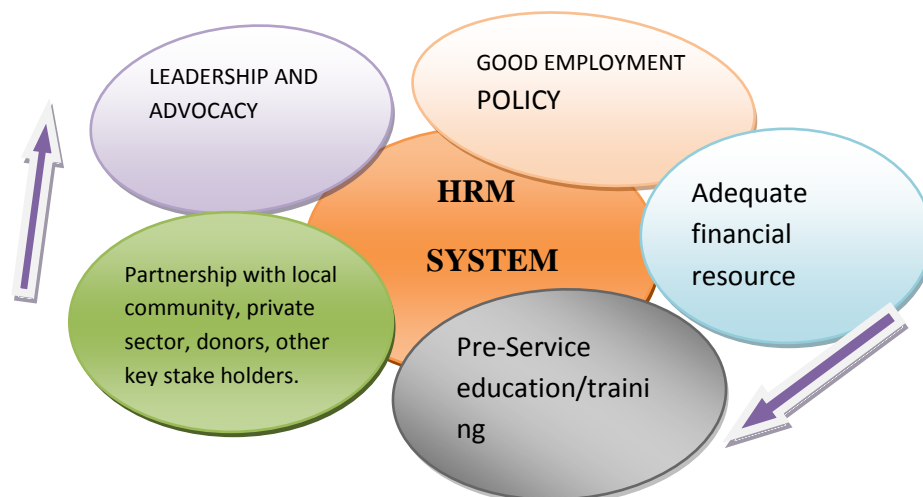 LEADERSHIP AND
ADVOCACY
GOOD EMPLOYMENT
POLICY
HRM
SYSTEM
Adequate
financial
resource
Partnership with local
community, private
sector, donors, other
key stake holders.
Pre-Service
education/traini
ng